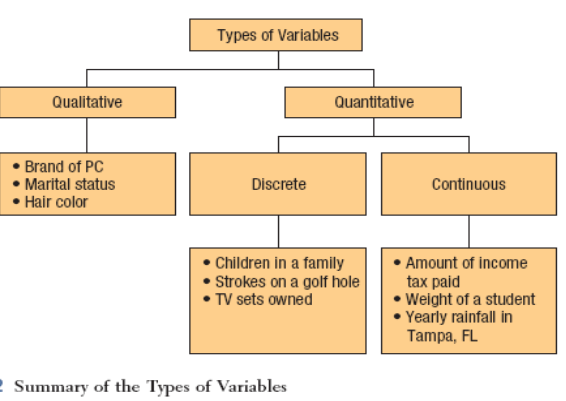 Types of Variables
Qualitative
Quantitative
• Brand of PC
• Marital status
• Hair color
Discrete
Continuous
• Children in a family
• Strokes on a golf hole
• TV sets owned
• Amount of income
tax paid
• Weight of a student
• Yearly rainfall in
Tampa, FL
2 Summary of the Types of Variables